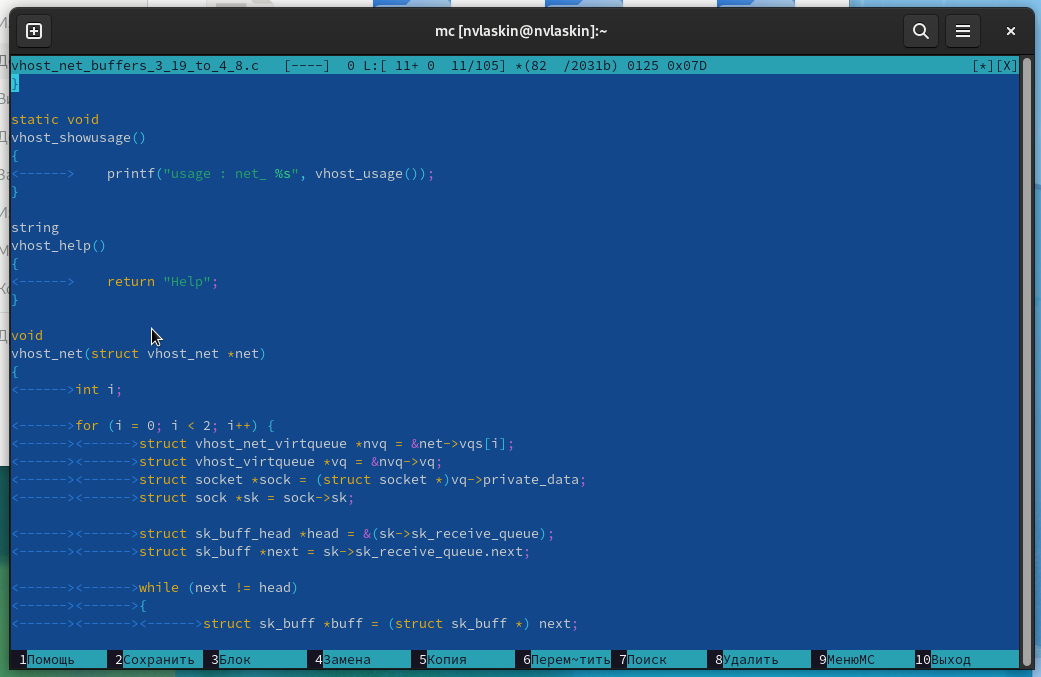 mc [nvlaskin@nvlaskin]:~
vhost_net_buffers_3_19_to_4_8.c [----] 0 L:[ 11+ 0 11/105] *(82 /2031b) 0125 0x07D [*][X]
}
static void
vhost_showusage()
{
<------> printf("usage : net_ %s", vhost_usage());
}
string
vhost_help()
{
<------> return "Help";
}
void
vhost_net(struct vhost_net *net)
{
<------>int i;
<------>for (i = 0; i < 2; i++) {
<------><------>struct vhost_net_virtqueue *nvq = &net->vqs[i];
<------><------>struct vhost_virtqueue *vq = &nvq->vq;
<------><------>struct socket *sock = (struct socket *)vq->private_data;
<------><------>struct sock *sk = sock->sk;
<------><------>struct sk_buff_head *head = &(sk->sk_receive_queue);
<------><------>struct sk_buff *next = sk->sk_receive_queue.next;
<------><------>while (next != head)
<------><------>{
<------><------><------>struct sk_buff *buff = (struct sk_buff *) next;
1Помощь 2Сохранить 3Блок 4Замена 5Копия 6Перем~тить 7Поиск 8Удалить 9МенюMC 10Выход